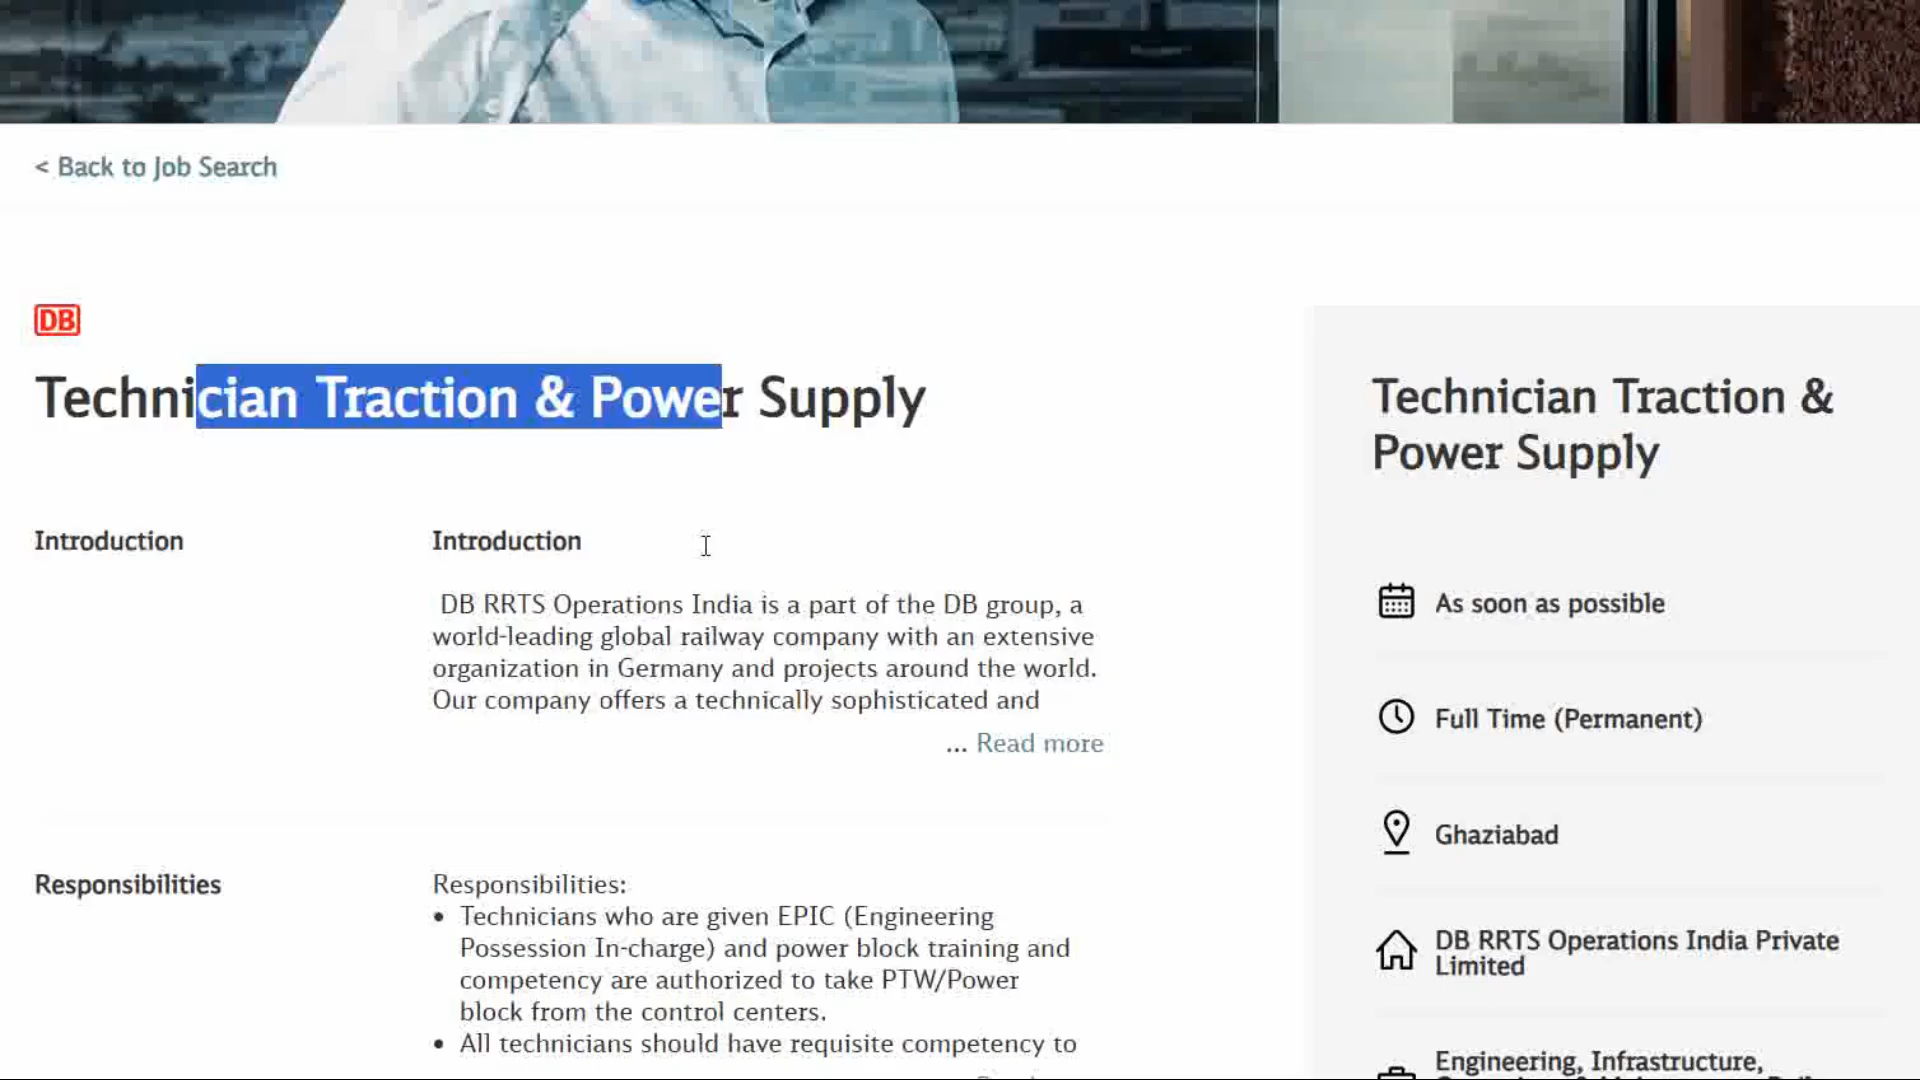 < Back to Job Search
DB
Technician Traction & Power Supply
Introduction
Introduction
DB RRTS Operations India is a part of the DB group, a
world-leading global railway company with an extensive
organization in Germany and projects around the world.
Our company offers a technically sophisticated and
... Read more
Responsibilities
Responsibilities:
• Technicians who are given EPIC (Engineering
Possession In-charge) and power block training and
competency are authorized to take PTW/Power
block from the control centers.
• All technicians should have requisite competency to
Technician Traction &
Power Supply
As soon as possible
Full Time (Permanent)
Ghaziabad
DB RRTS Operations India Private
Limited
Engineering, Infrastructure,